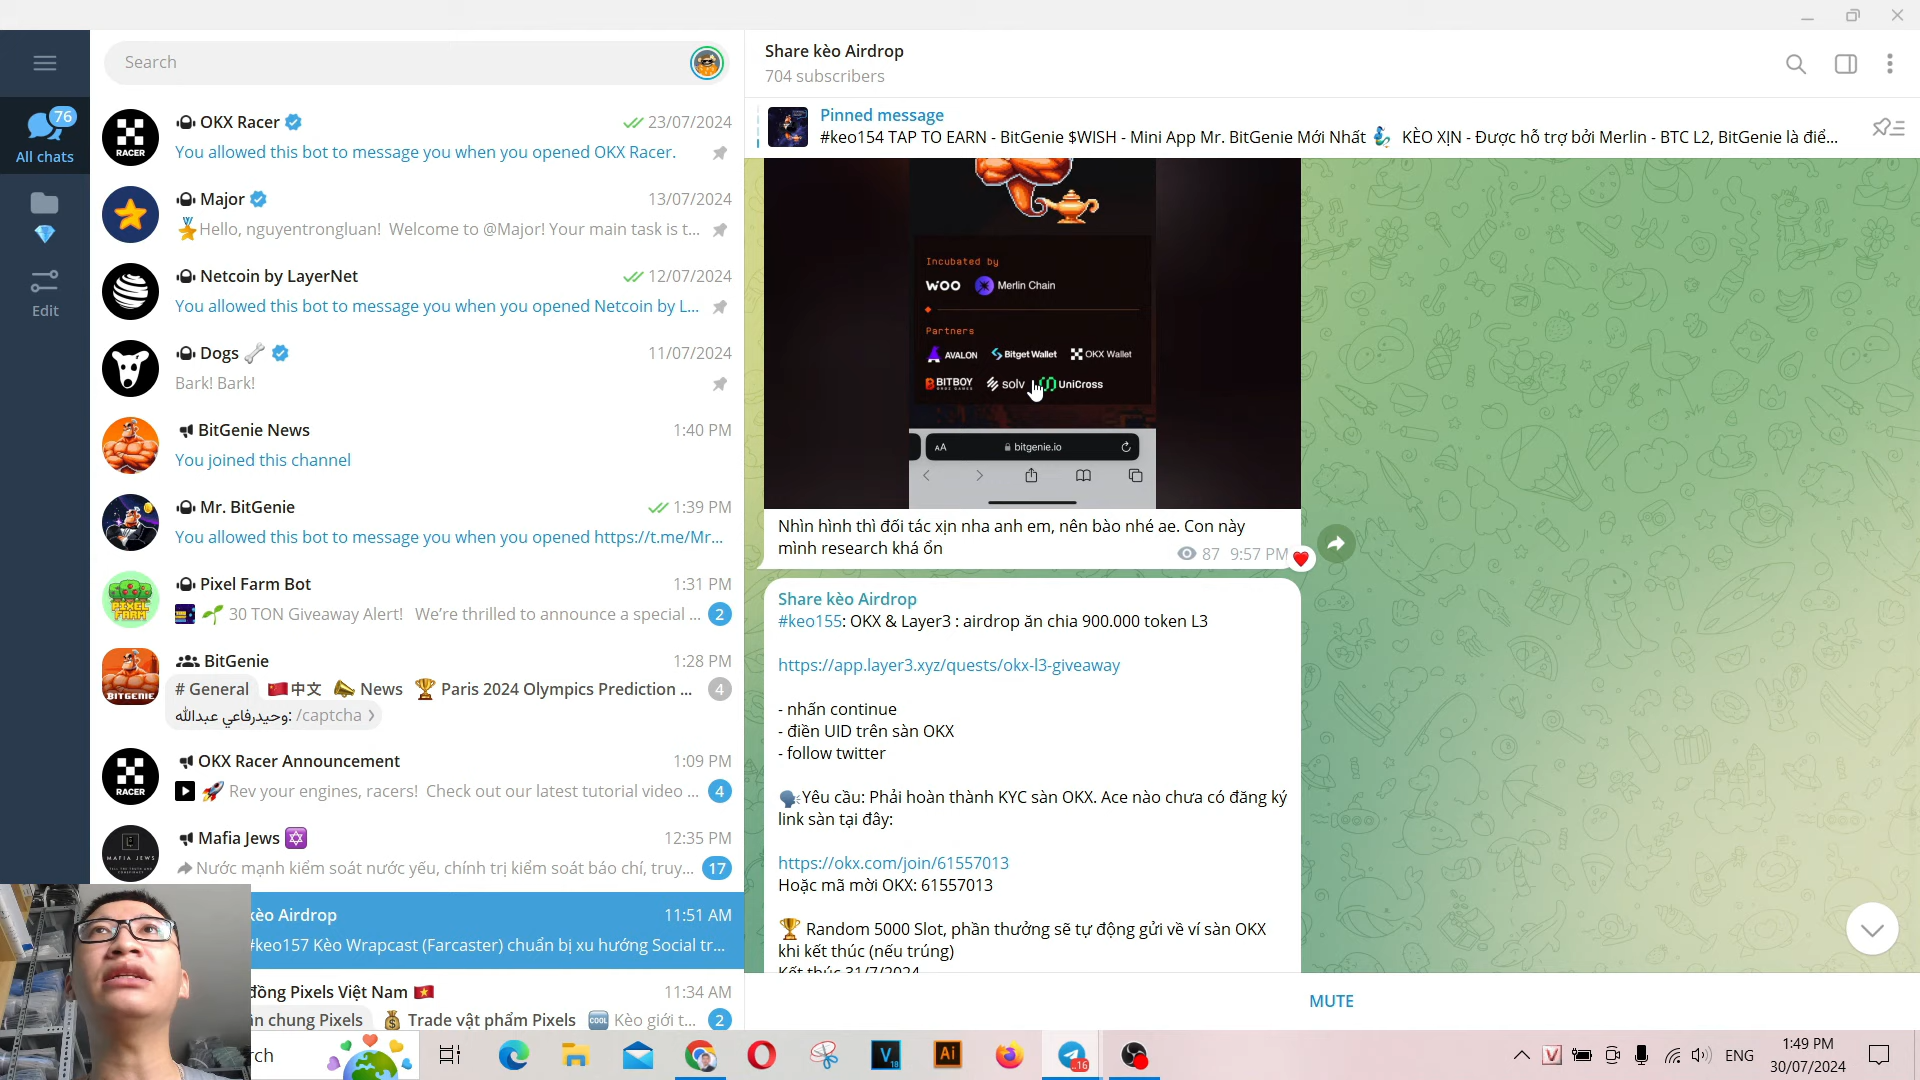 Search
76
All chats
Edit
OKX Racer
23/07/2024
You allowed this bot to message you when you opened OKX Racer.
RACER
Major
13/07/2024
Hello, nguyentrongluan! Welcome to @Major! Your main task is t...
Netcoin by LayerNet
12/07/2024
You allowed this bot to message you when you opened Netcoin by L...
Dogs
11/07/2024
Bark! Bark!
BitGenie News
1:40 PM
You joined this channel
Mr. BitGenie
1:39 PM
You allowed this bot to message you when you opened https://t.me/Mr...
Pixel Farm Bot
1:31 PM
30 TON Giveaway Alert! We're thrilled to announce a special ...
2
PIXEL FARM
BitGenie
1:28 PM
# General 中文 News Paris 2024 Olympics Prediction ...
4
وحيدرفاعي عبدالله: /captcha
BITGENIE
OKX Racer Announcement
1:09 PM
Rev your engines, racers! Check out our latest tutorial video ...
4
RACER
Mafia Jews
12:35 PM
Nước mạnh kiểm soát nước yếu, chính trị kiểm soát báo chí, truy...
17
MAFIA JEWS
kèo Airdrop
11:51 AM
#keo157 Kèo Wrapcast (Farcaster) chuẩn bị xu hướng Social tr...
đồng Pixels Việt Nam
11:34 AM
chung Pixels Trade vật phẩm Pixels Kèo giới t...
2
Share kèo Airdrop
704 subscribers
Pinned message
#keo154 TAP TO EARN - BitGenie $WISH - Mini App Mr. BitGenie Mới Nhất KÈO XỊN - Được hỗ trợ bởi Merlin - BTC L2, BitGenie là điể...
Incubated by
WOO Merlin Chain
Partners
AVALON Bitget Wallet OKX Wallet
BITBOY solv UniCross
AA bitgenie.io
Nhìn hình thì đối tác xịn nha anh em, nên bào nhé ae. Con này
mình research khá ổn
87 9:57 PM
Share kèo Airdrop
#keo155: OKX & Layer3 : airdrop ăn chia 900.000 token L3
https://app.layer3.xyz/quests/okx-l3-giveaway
- nhấn continue
- điền UID trên sàn OKX
- follow twitter
Yêu cầu: Phải hoàn thành KYC sàn OKX. Ace nào chưa có đăng ký
link sàn tại đây:
https://okx.com/join/61557013
Hoặc mã mời OKX: 61557013
Random 5000 Slot, phần thưởng sẽ tự động gửi về ví sàn OKX
khi kết thúc (nếu trúng)
Kết thúc 31/7/2024
MUTE
rch
V
Ai
..16
V
ENG
1:49 PM
30/07/2024